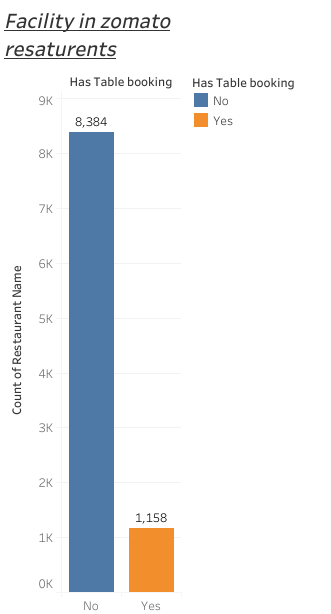 Facility in zomato
resaturents
Has Table booking
Has Table booking
No
Yes
9K
8,384
8K
7K
6K
5K
4K
3K
2K
1,158
1K
0K
Count of Restaurant Name
No
Yes